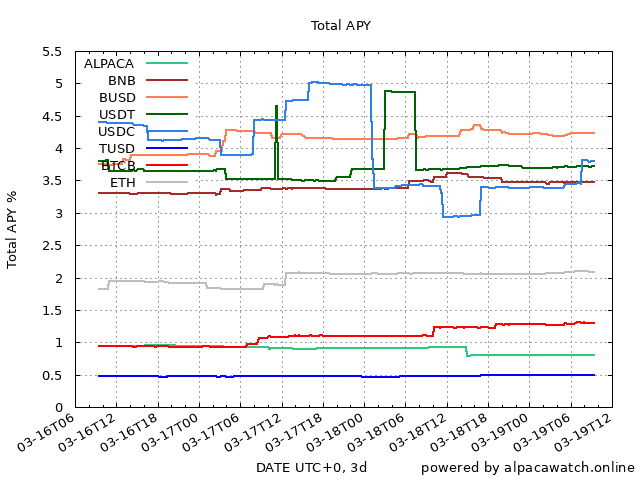 Total APY
5.5
5
4.5
4
3.5
3
2.5
2
1.5
1
0.5
0
Total APY %
ALPACA
BNB
BUSD
USDT
USDC
TUSD
BTCB
ETH
03-16T06
03-16T12
03-16T18
03-17T00
03-17T06
03-17T12
03-17T18
03-18T00
03-18T06
03-18T12
03-18T18
03-19T00
03-19T06
03-19T12
DATE UTC+0, 3d
powered by alpacawatch.online